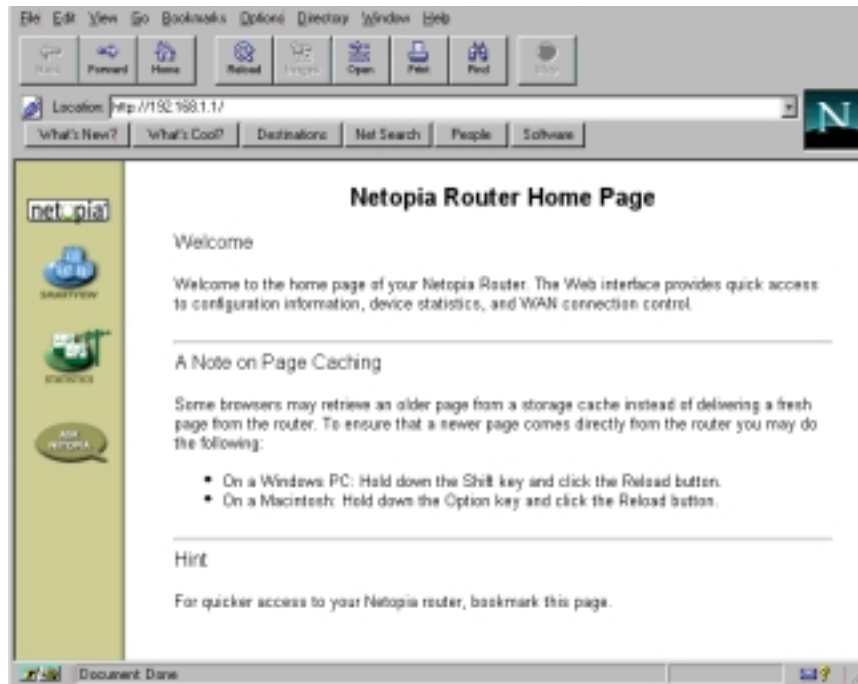 File Edit View Go Bookmarks Options Directory Window Help
Back Forward Home Reload Images Open Print Find Stop
Location: http://192.168.1.1/
What's New? What's Cool? Destinations Net Search People Software
N
netopia
SMARTVIEW
STATISTICS
ASK NETOPIA
Netopia Router Home Page
Welcome
Welcome to the home page of your Netopia Router. The Web interface provides quick access
to configuration information, device statistics, and WAN connection control.
A Note on Page Caching
Some browsers may retrieve an older page from a storage cache instead of delivering a fresh
page from the router. To ensure that a newer page comes directly from the router you may do
the following:
• On a Windows PC: Hold down the Shift key and click the Reload button.
• On a Macintosh: Hold down the Option key and click the Reload button.
Hint
For quicker access to your Netopia router, bookmark this page.
Document: Done